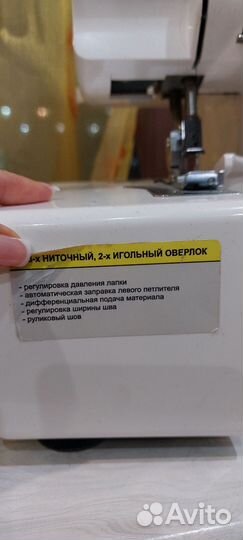 -х НИТОЧНЫЙ, 2-х ИГОЛЬНЫЙ ОВЕРЛОК
- регулировка давления лапки
- автоматическая заправка левого петлителя
- дифференциальная подача материала
- регулировка ширины шва
- руликовый шов
Avito